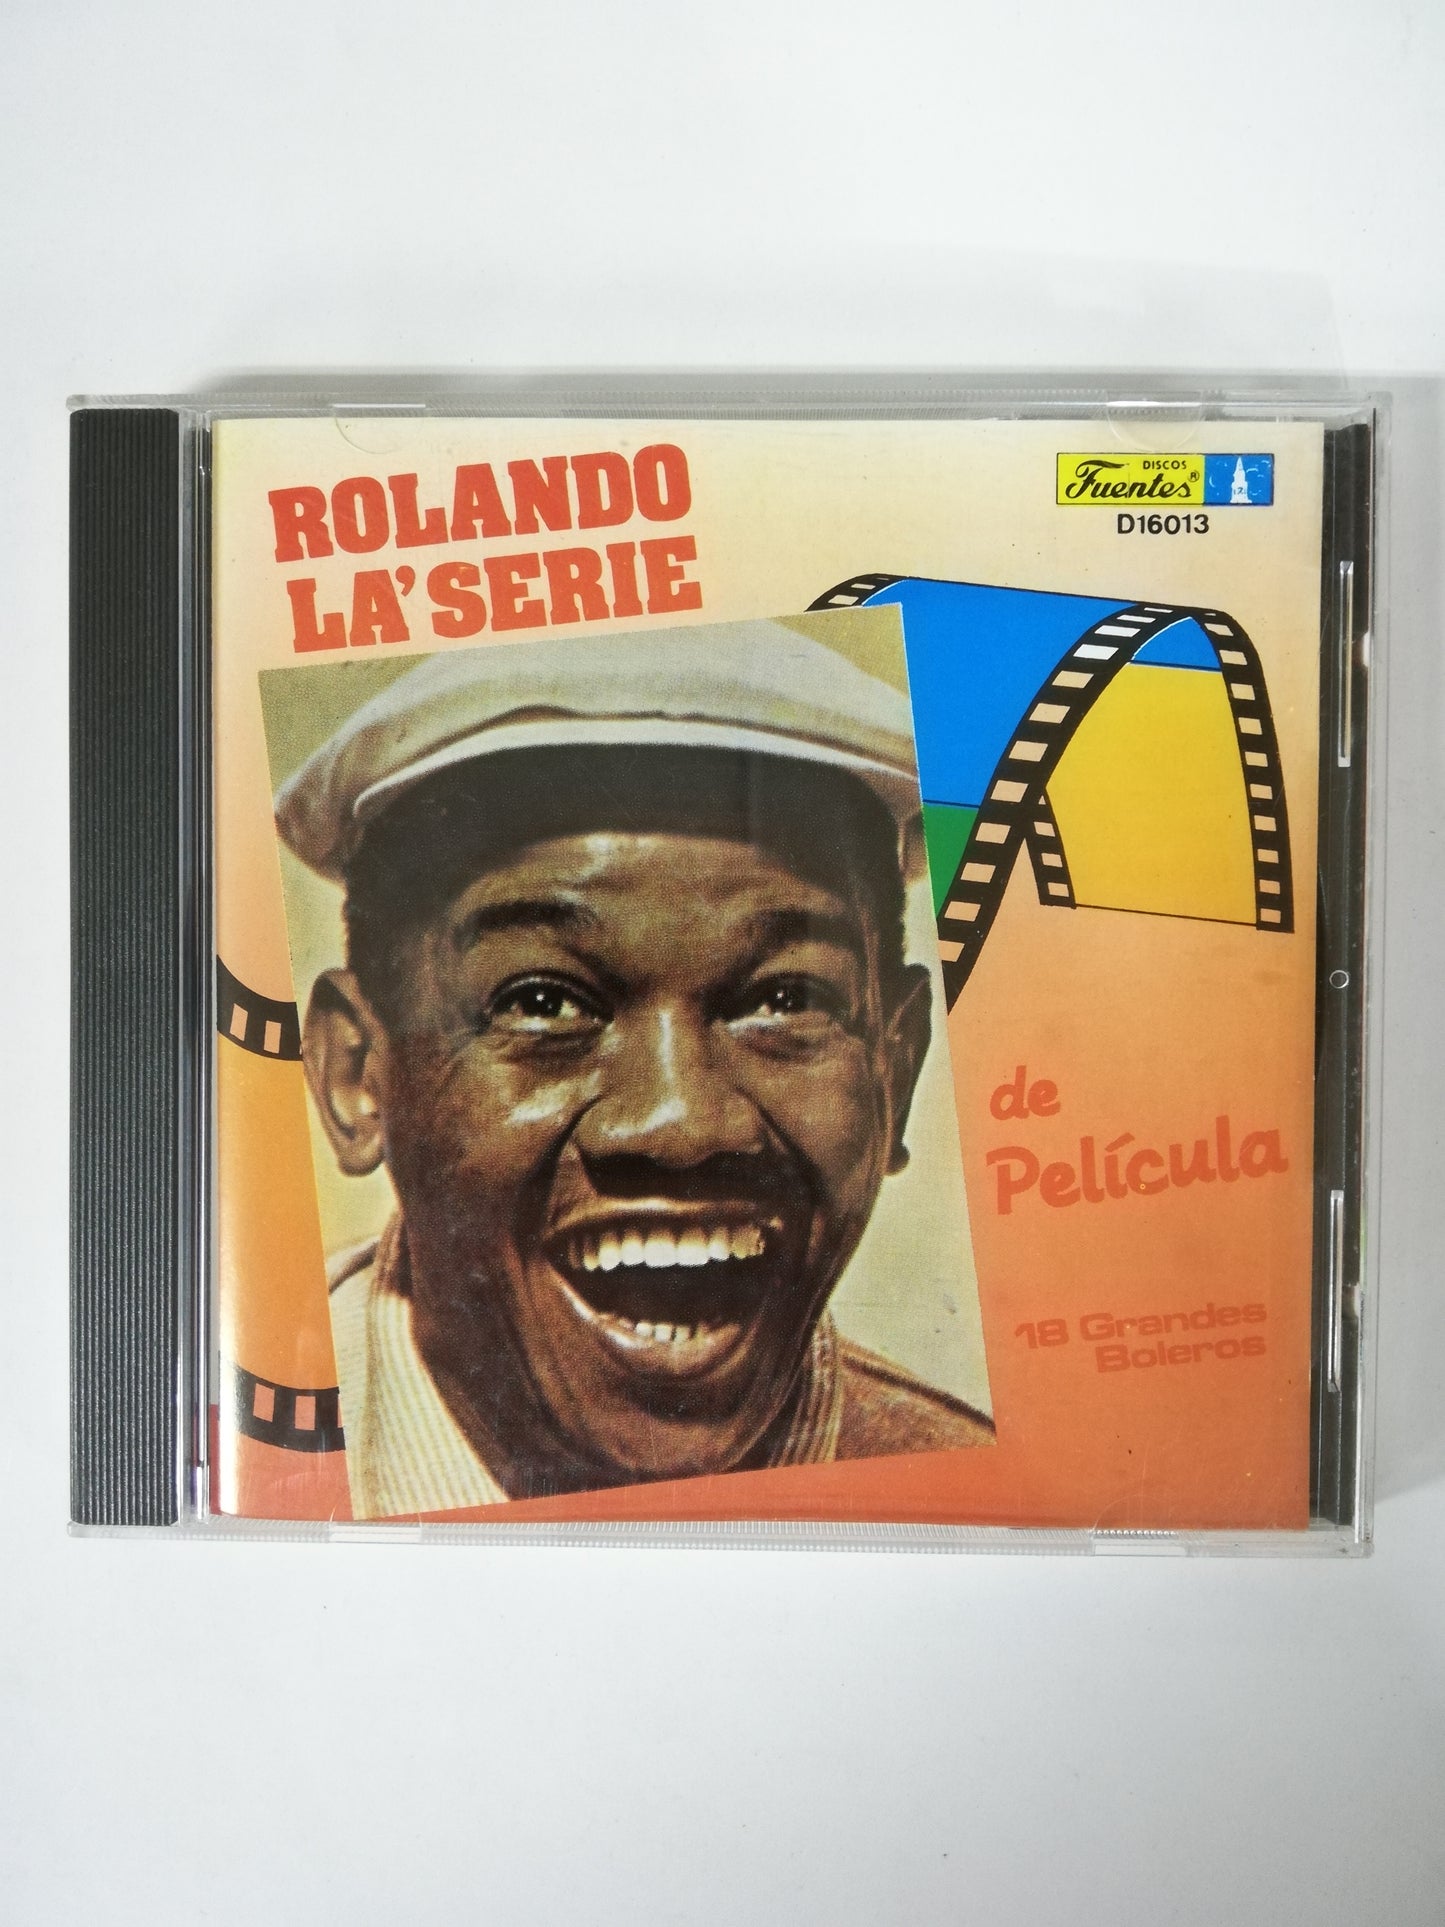 ROLANDO
LA'SERIE
DISCOS
Fuentes®
D16013
de
Película
18 Grandes
Boleros